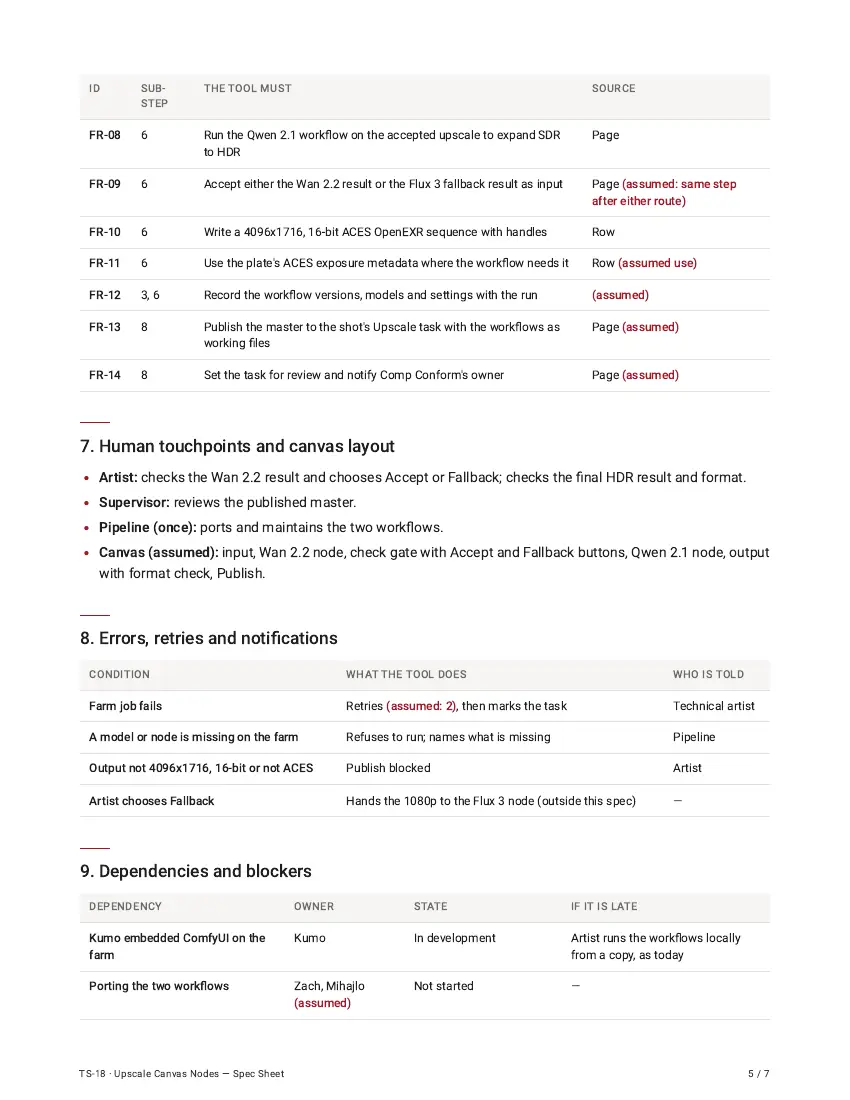 ID SUB-STEP THE TOOL MUST SOURCE
FR-08 6 Run the Qwen 2.1 workflow on the accepted upscale to expand SDR Page
to HDR
FR-09 6 Accept either the Wan 2.2 result or the Flux 3 fallback result as input Page (assumed: same step
after either route)
FR-10 6 Write a 4096x1716, 16-bit ACES OpenEXR sequence with handles Row
FR-11 6 Use the plate's ACES exposure metadata where the workflow needs it Row (assumed use)
FR-12 3, 6 Record the workflow versions, models and settings with the run (assumed)
FR-13 8 Publish the master to the shot's Upscale task with the workflows as Page (assumed)
working files
FR-14 8 Set the task for review and notify Comp Conform's owner Page (assumed)
7. Human touchpoints and canvas layout
• Artist: checks the Wan 2.2 result and chooses Accept or Fallback; checks the final HDR result and format.
• Supervisor: reviews the published master.
• Pipeline (once): ports and maintains the two workflows.
• Canvas (assumed): input, Wan 2.2 node, check gate with Accept and Fallback buttons, Qwen 2.1 node, output
with format check, Publish.
8. Errors, retries and notifications
CONDITION WHAT THE TOOL DOES WHO IS TOLD
Farm job fails Retries (assumed: 2), then marks the task Technical artist
A model or node is missing on the farm Refuses to run; names what is missing Pipeline
Output not 4096x1716, 16-bit or not ACES Publish blocked Artist
Artist chooses Fallback Hands the 1080p to the Flux 3 node (outside this spec) —
9. Dependencies and blockers
DEPENDENCY OWNER STATE IF IT IS LATE
Kumo embedded ComfyUI on the Kumo In development Artist runs the workflows locally
farm from a copy, as today
Porting the two workflows Zach, Mihajlo Not started —
(assumed)
TS-18 · Upscale Canvas Nodes — Spec Sheet 5 / 7